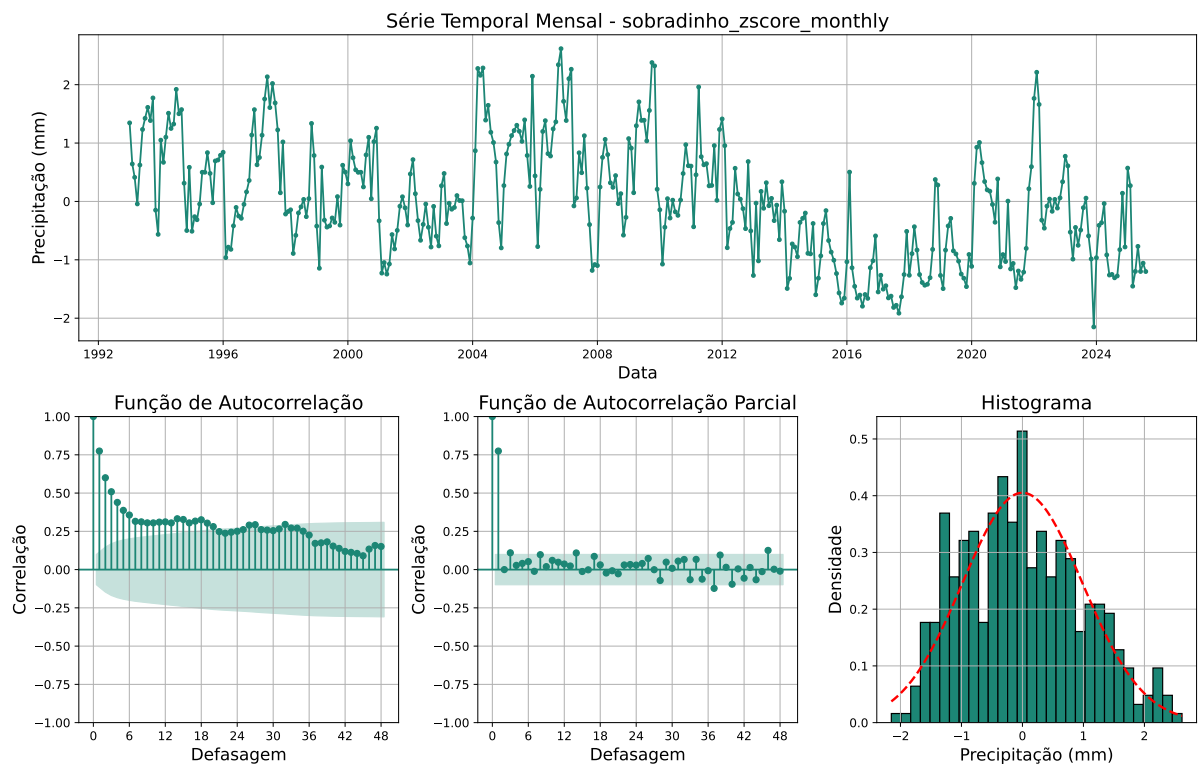 Série Temporal Mensal - sobradinho_zscore_monthly
Precipitação (mm)
2
1
0
−1
−2
1992 1996 2000 2004 2008 2012 2016 2020 2024
Data
Função de Autocorrelação
Correlação
1.00
0.75
0.50
0.25
0.00
−0.25
−0.50
−0.75
−1.00
0 6 12 18 24 30 36 42 48
Defasagem
Função de Autocorrelação Parcial
Correlação
1.00
0.75
0.50
0.25
0.00
−0.25
−0.50
−0.75
−1.00
0 6 12 18 24 30 36 42 48
Defasagem
Histograma
Densidade
0.5
0.4
0.3
0.2
0.1
0.0
−2 −1 0 1 2
Precipitação (mm)